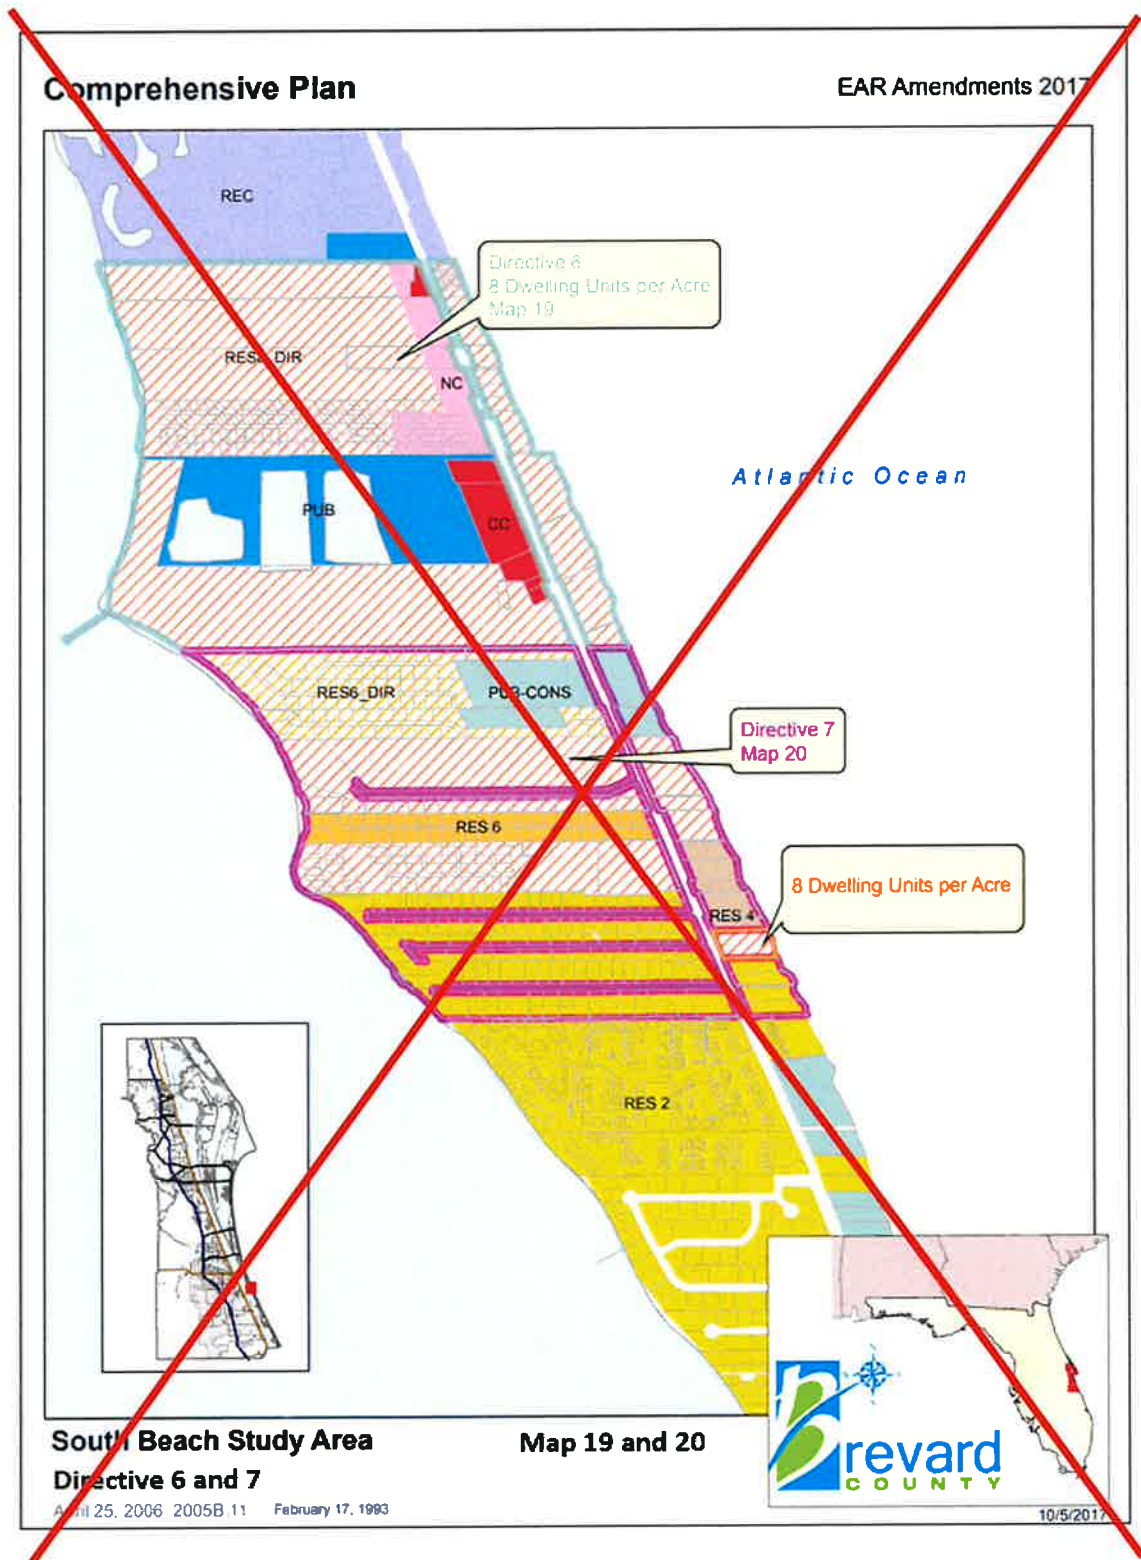 Comprehensive Plan
EAR Amendments 2017
REC
Directive 6
8 Dwelling Units per Acre
Map 19
RES8_DIR
NC
Atlantic Ocean
PUB
CC
RES6_DIR
PUB-CONS
Directive 7
Map 20
RES 6
8 Dwelling Units per Acre
RES 4
RES 2
South Beach Study Area
Map 19 and 20
Directive 6 and 7
April 25, 2006 2005B.11 February 17, 1993
Brevard
COUNTY
10/5/2017